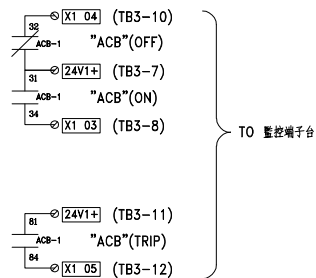 32
X1 04 (TB3-10)
ACB-1 "ACB"(OFF)
31
24V1+ (TB3-7)
ACB-1 "ACB"(ON)
34
X1 03 (TB3-8)
TO 監控端子台
81
24V1+ (TB3-11)
ACB-1 "ACB"(TRIP)
84
X1 05 (TB3-12)